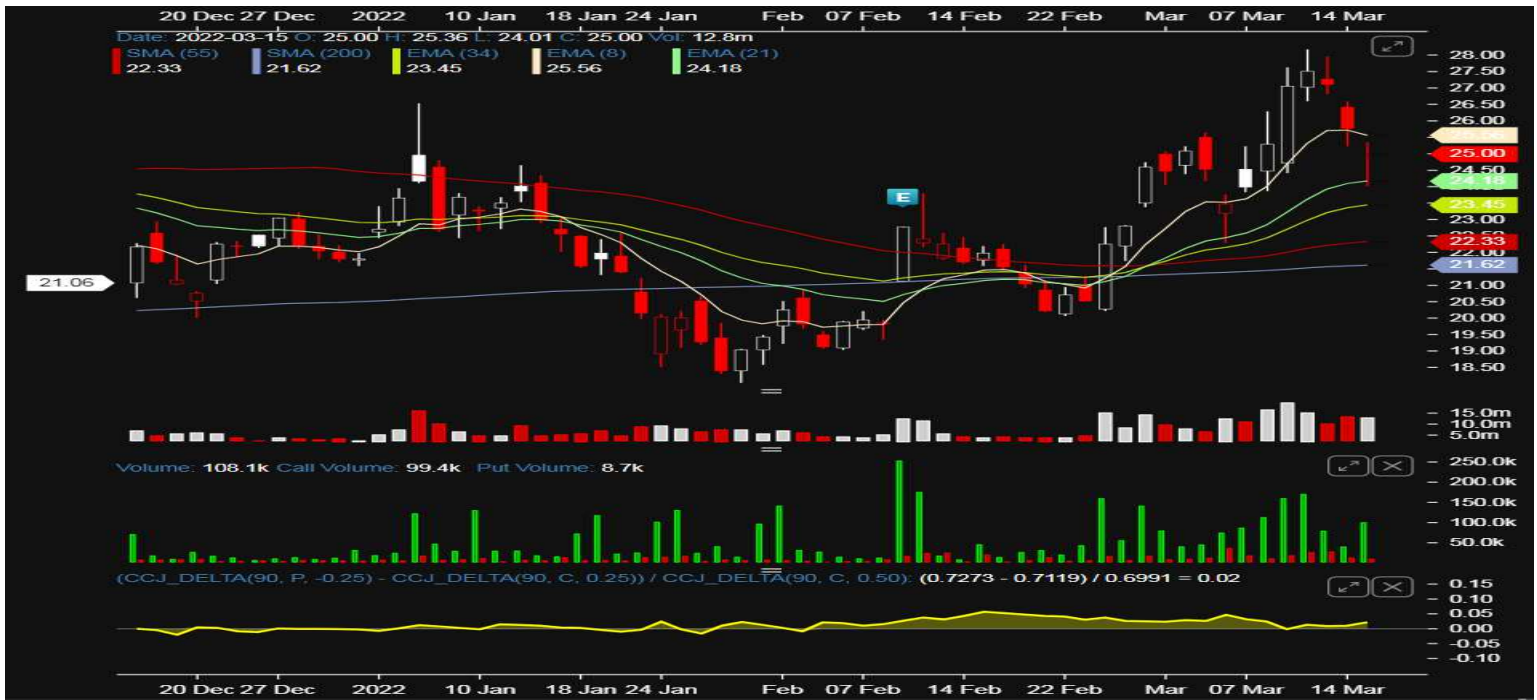 20 Dec 27 Dec 2022 10 Jan 18 Jan 24 Jan Feb 07 Feb 14 Feb 22 Feb Mar 07 Mar 14 Mar
Date: 2022-03-15 O: 25.00 H: 25.36 L: 24.01 C: 25.00 Vol: 12.8m
SMA (55) SMA (200) EMA (34) EMA (8) EMA (21)
22.33 21.62 23.45 25.56 24.18
28.00
27.50
27.00
26.50
26.00
25.56
25.00
24.50
24.18
23.45
23.00
22.33
22.00
21.62
21.00
20.50
20.00
19.50
19.00
18.50
21.06
E
15.0m
10.0m
5.0m
Volume: 108.1k Call Volume: 99.4k Put Volume: 8.7k
250.0k
200.0k
150.0k
100.0k
50.0k
(CCJ_DELTA(90, P, -0.25) - CCJ_DELTA(90, C, 0.25)) / CCJ_DELTA(90, C, 0.50): (0.7273 - 0.7119) / 0.6991 = 0.02
0.15
0.10
0.05
0.00
-0.05
-0.10
20 Dec 27 Dec 2022 10 Jan 18 Jan 24 Jan Feb 07 Feb 14 Feb 22 Feb Mar 07 Mar 14 Mar